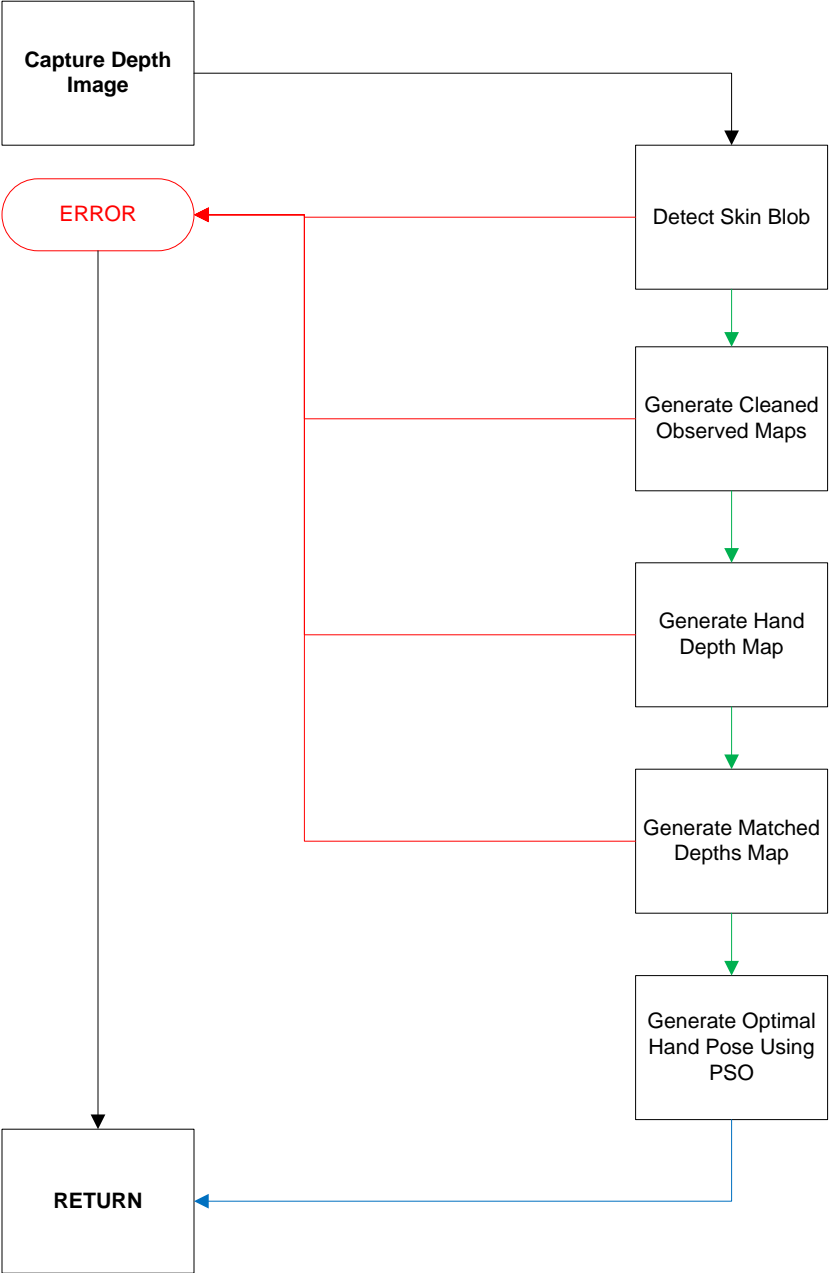 Capture Depth
Image
ERROR
Detect Skin Blob
Generate Cleaned
Observed Maps
Generate Hand
Depth Map
Generate Matched
Depths Map
Generate Optimal
Hand Pose Using
PSO
RETURN